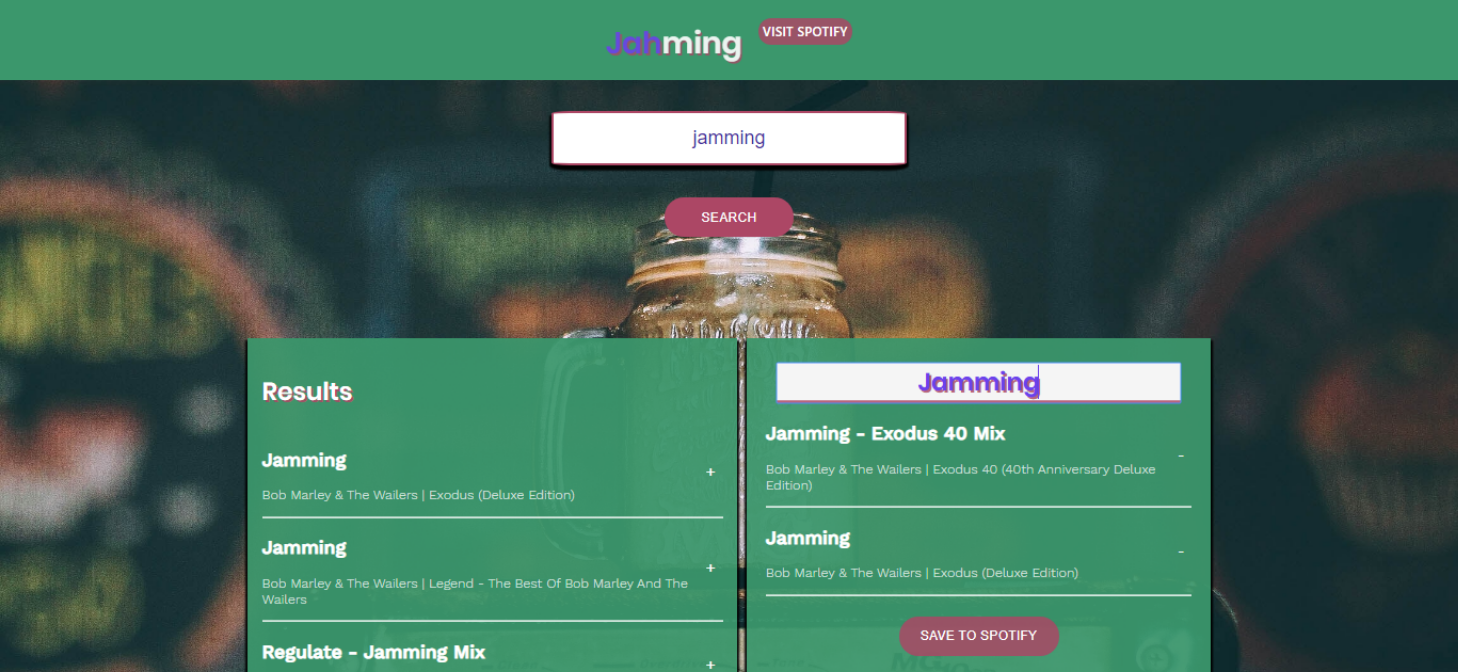 Jahming
VISIT SPOTIFY
jamming
SEARCH
Results
Jamming
+
Bob Marley & The Wailers | Exodus (Deluxe Edition)
Jamming
+
Bob Marley & The Wailers | Legend - The Best Of Bob Marley And The
Wailers
Regulate - Jamming Mix
+
Jamming
Jamming - Exodus 40 Mix
-
Bob Marley & The Wailers | Exodus 40 (40th Anniversary Deluxe
Edition)
Jamming
-
Bob Marley & The Wailers | Exodus (Deluxe Edition)
SAVE TO SPOTIFY